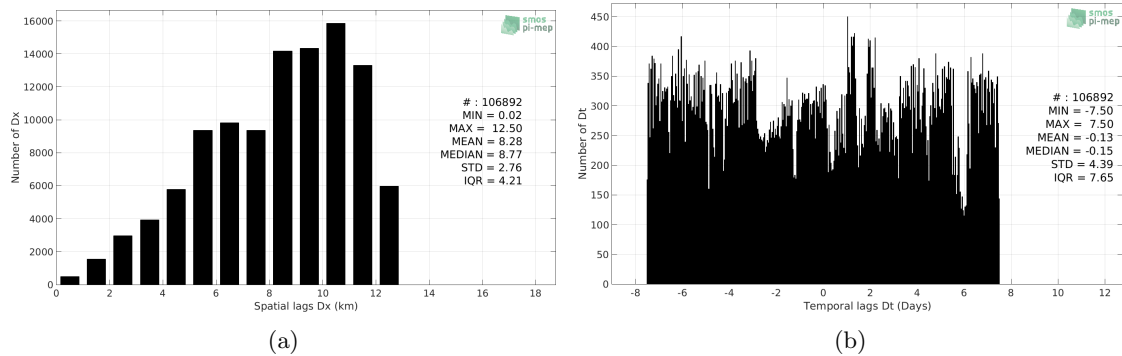 smos
pi-mep
16000
14000
12000
10000
8000
6000
4000
2000
0
Number of Dx
# : 106892
MIN = 0.02
MAX = 12.50
MEAN = 8.28
MEDIAN = 8.77
STD = 2.76
IQR = 4.21
0 2 4 6 8 10 12 14 16 18
Spatial lags Dx (km)
(a)
smos
pi-mep
450
400
350
300
250
200
150
100
50
0
Number of Dt
# : 106892
MIN = -7.50
MAX = 7.50
MEAN = -0.13
MEDIAN = -0.15
STD = 4.39
IQR = 7.65
-8 -6 -4 -2 0 2 4 6 8 10 12
Temporal lags Dt (Days)
(b)